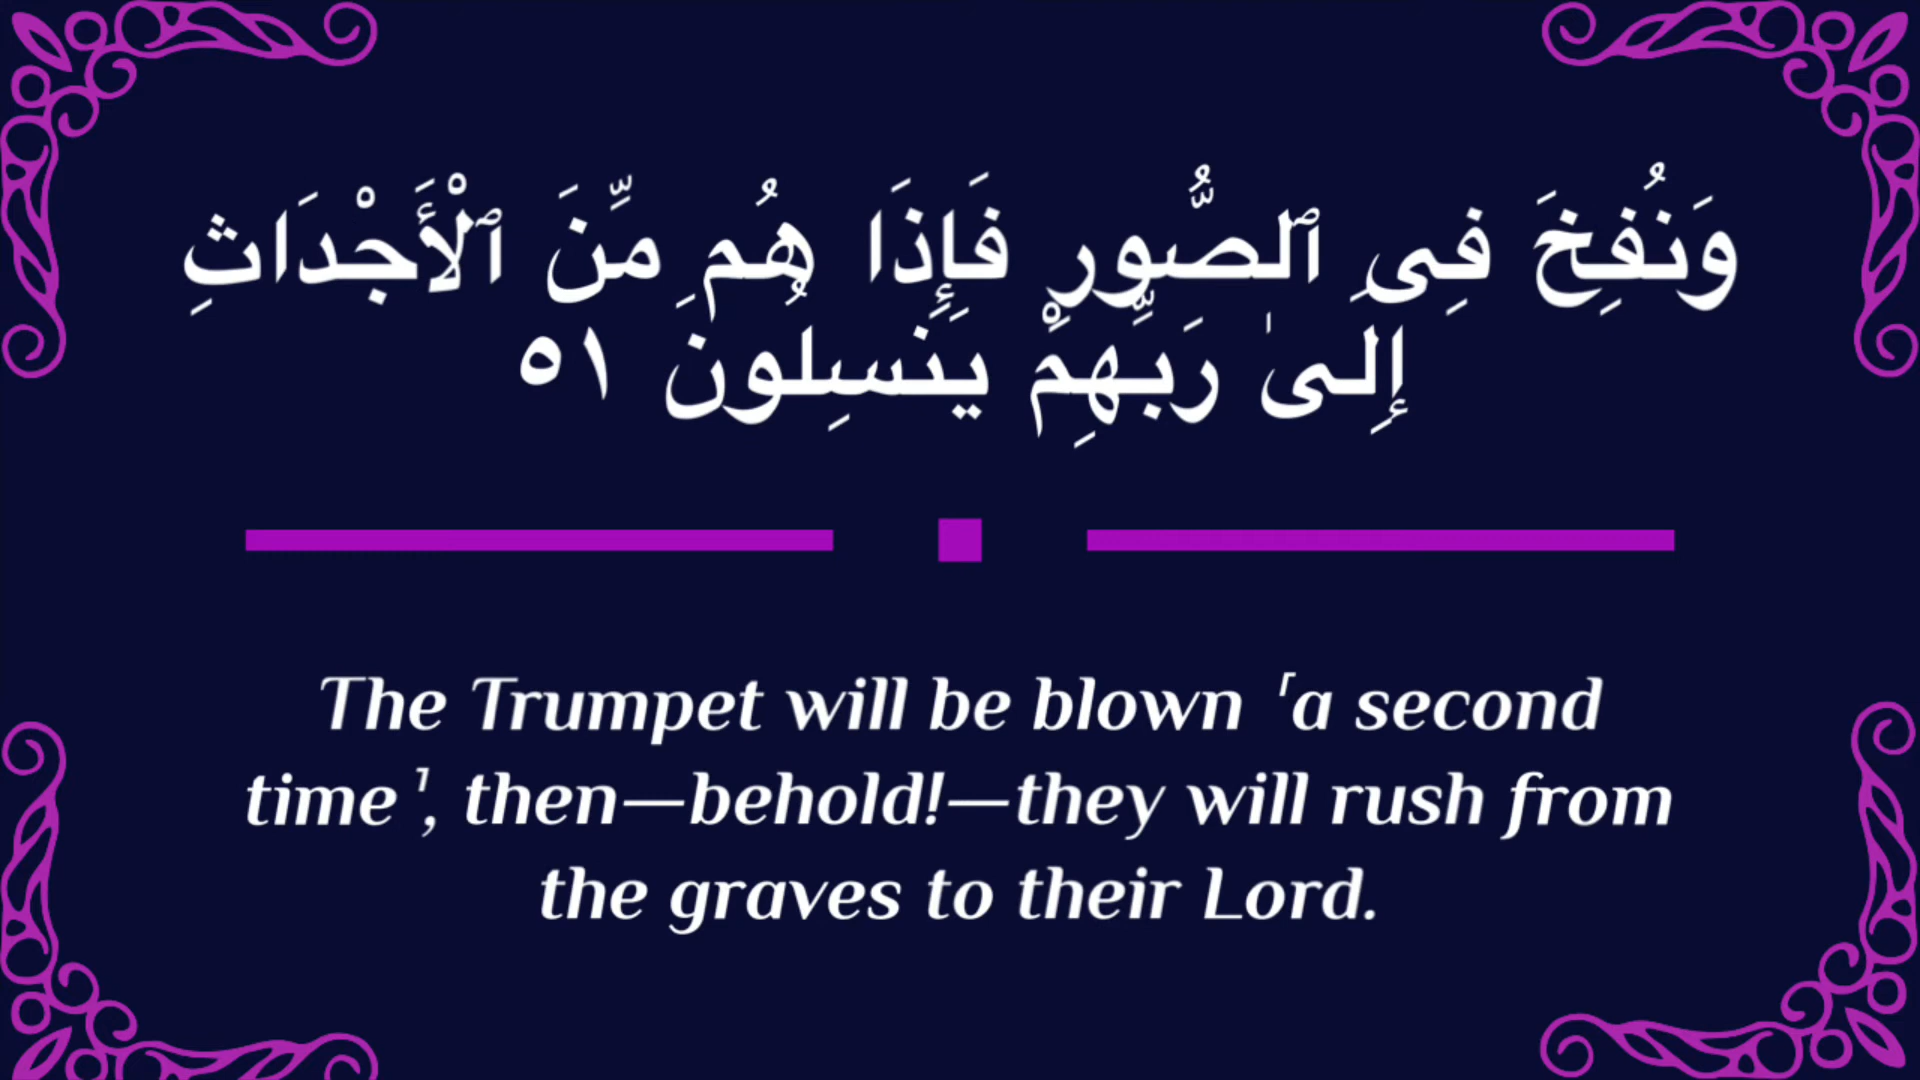 وَنُفِخَ فِى ٱلصُّورِ فَإِذَا هُم مِّنَ ٱلْأَجْدَاثِ
إِلَىٰ رَبِّهِمْ يَنسِلُونَ ٥١
The Trumpet will be blown ˹a second
time˺, then—behold!—they will rush from
the graves to their Lord.